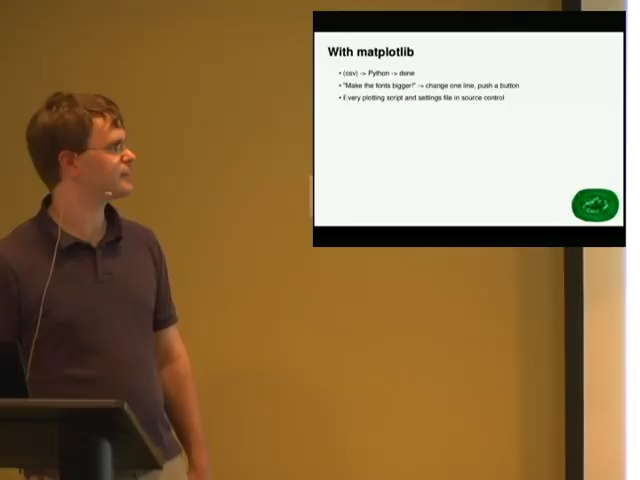 With matplotlib
• (csv) -> Python -> done
• "Make the fonts bigger!" -> change one line, push a button
• Every plotting script and settings file in source control